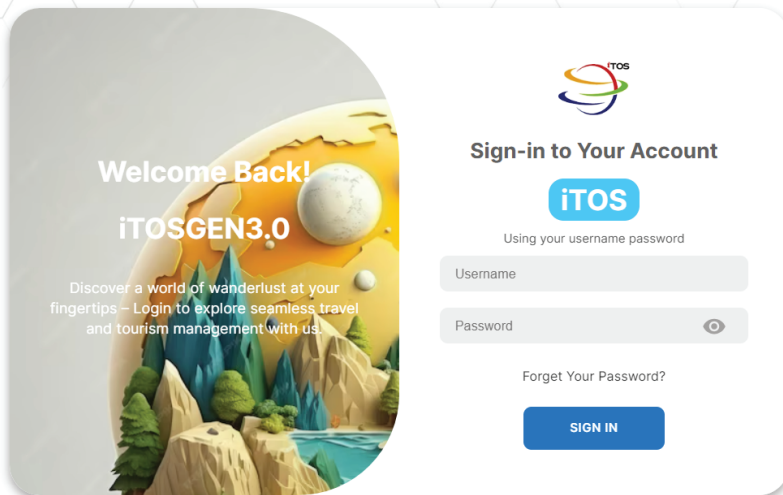 Welcome Back!
iTOSGEN3.0
Discover a world of wanderlust at your
fingertips – Login to explore seamless travel
and tourism management with us.
iTOS
Sign-in to Your Account
iTOS
Using your username password
Username
Password
Forget Your Password?
SIGN IN